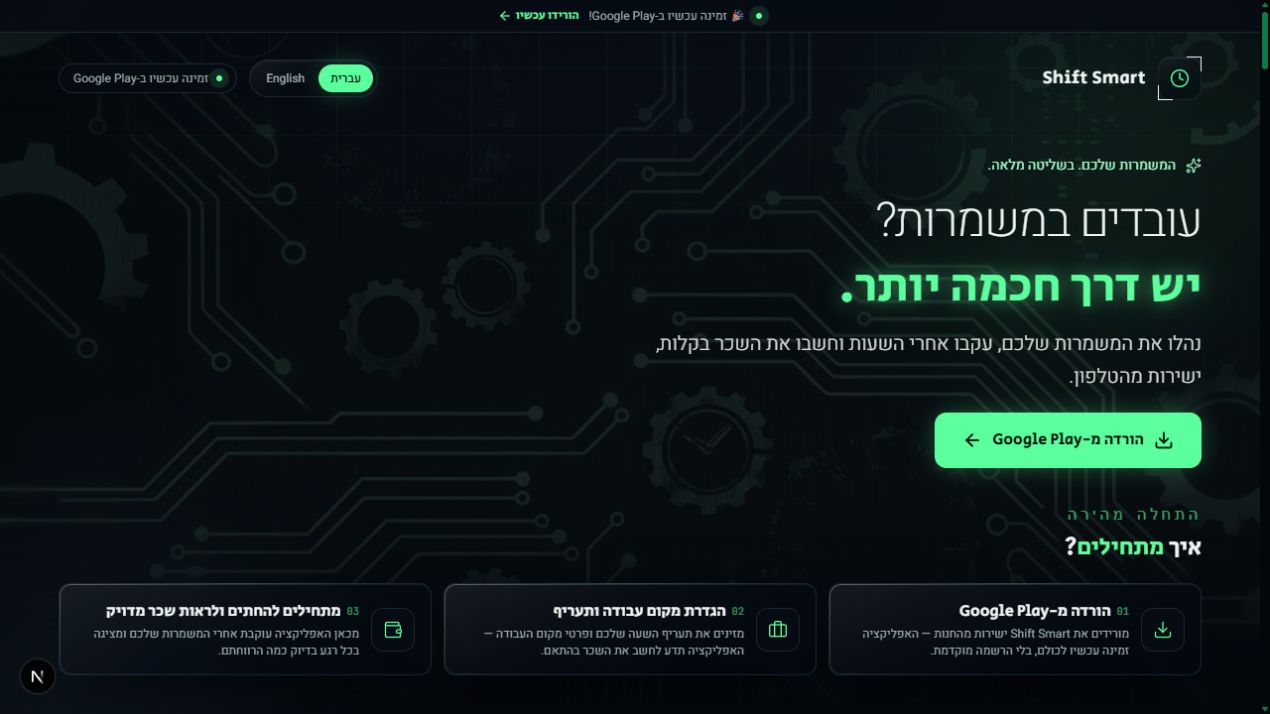 🎉 זמינה עכשיו ב-Google Play! הורידו עכשיו ←
Shift Smart
עברית
English
זמינה עכשיו ב-Google Play
המשמרות שלכם. בשליטה מלאה.
עובדים במשמרות?
יש דרך חכמה יותר.
נהלו את המשמרות שלכם, עקבו אחרי השעות וחשבו את השכר בקלות,
ישירות מהטלפון.
הורדה מ-Google Play ←
התחלה מהירה
איך מתחילים?
01 הורדה מ-Google Play
מורידים את Shift Smart ישירות מהחנות — האפליקציה
זמינה עכשיו לכולם, בלי הרשמה מוקדמת.
02 הגדרת מקום עבודה ותעריף
מזינים את תעריף השעה שלכם ופרטי מקום העבודה —
האפליקציה תדע לחשב את השכר בהתאם.
03 מתחילים להחתים ולראות שכר מדויק
מכאן האפליקציה עוקבת אחרי המשמרות שלכם ומציגה
בכל רגע בדיוק כמה הרווחתם.
N